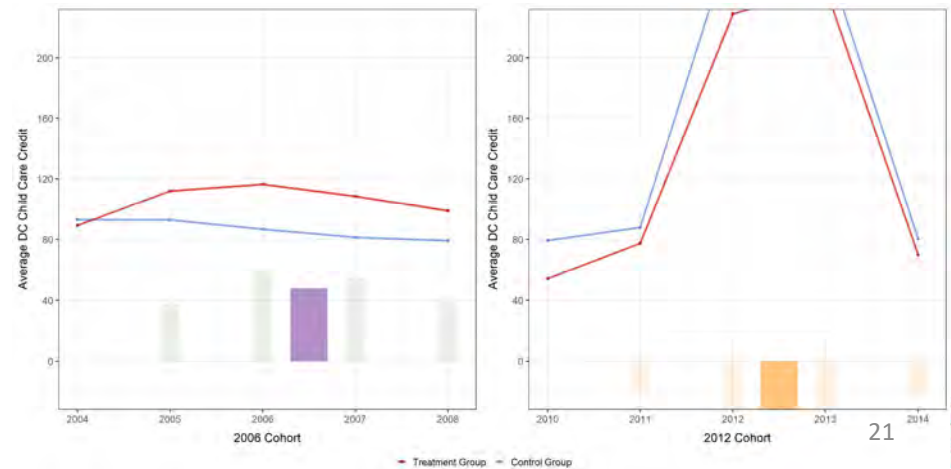 200
160
120
80
40
0
Average DC Child Care Credit
2004 2005 2006 2007 2008
2006 Cohort
200
160
120
80
40
0
Average DC Child Care Credit
2010 2011 2012 2013 2014
2012 Cohort
21
Treatment Group Control Group